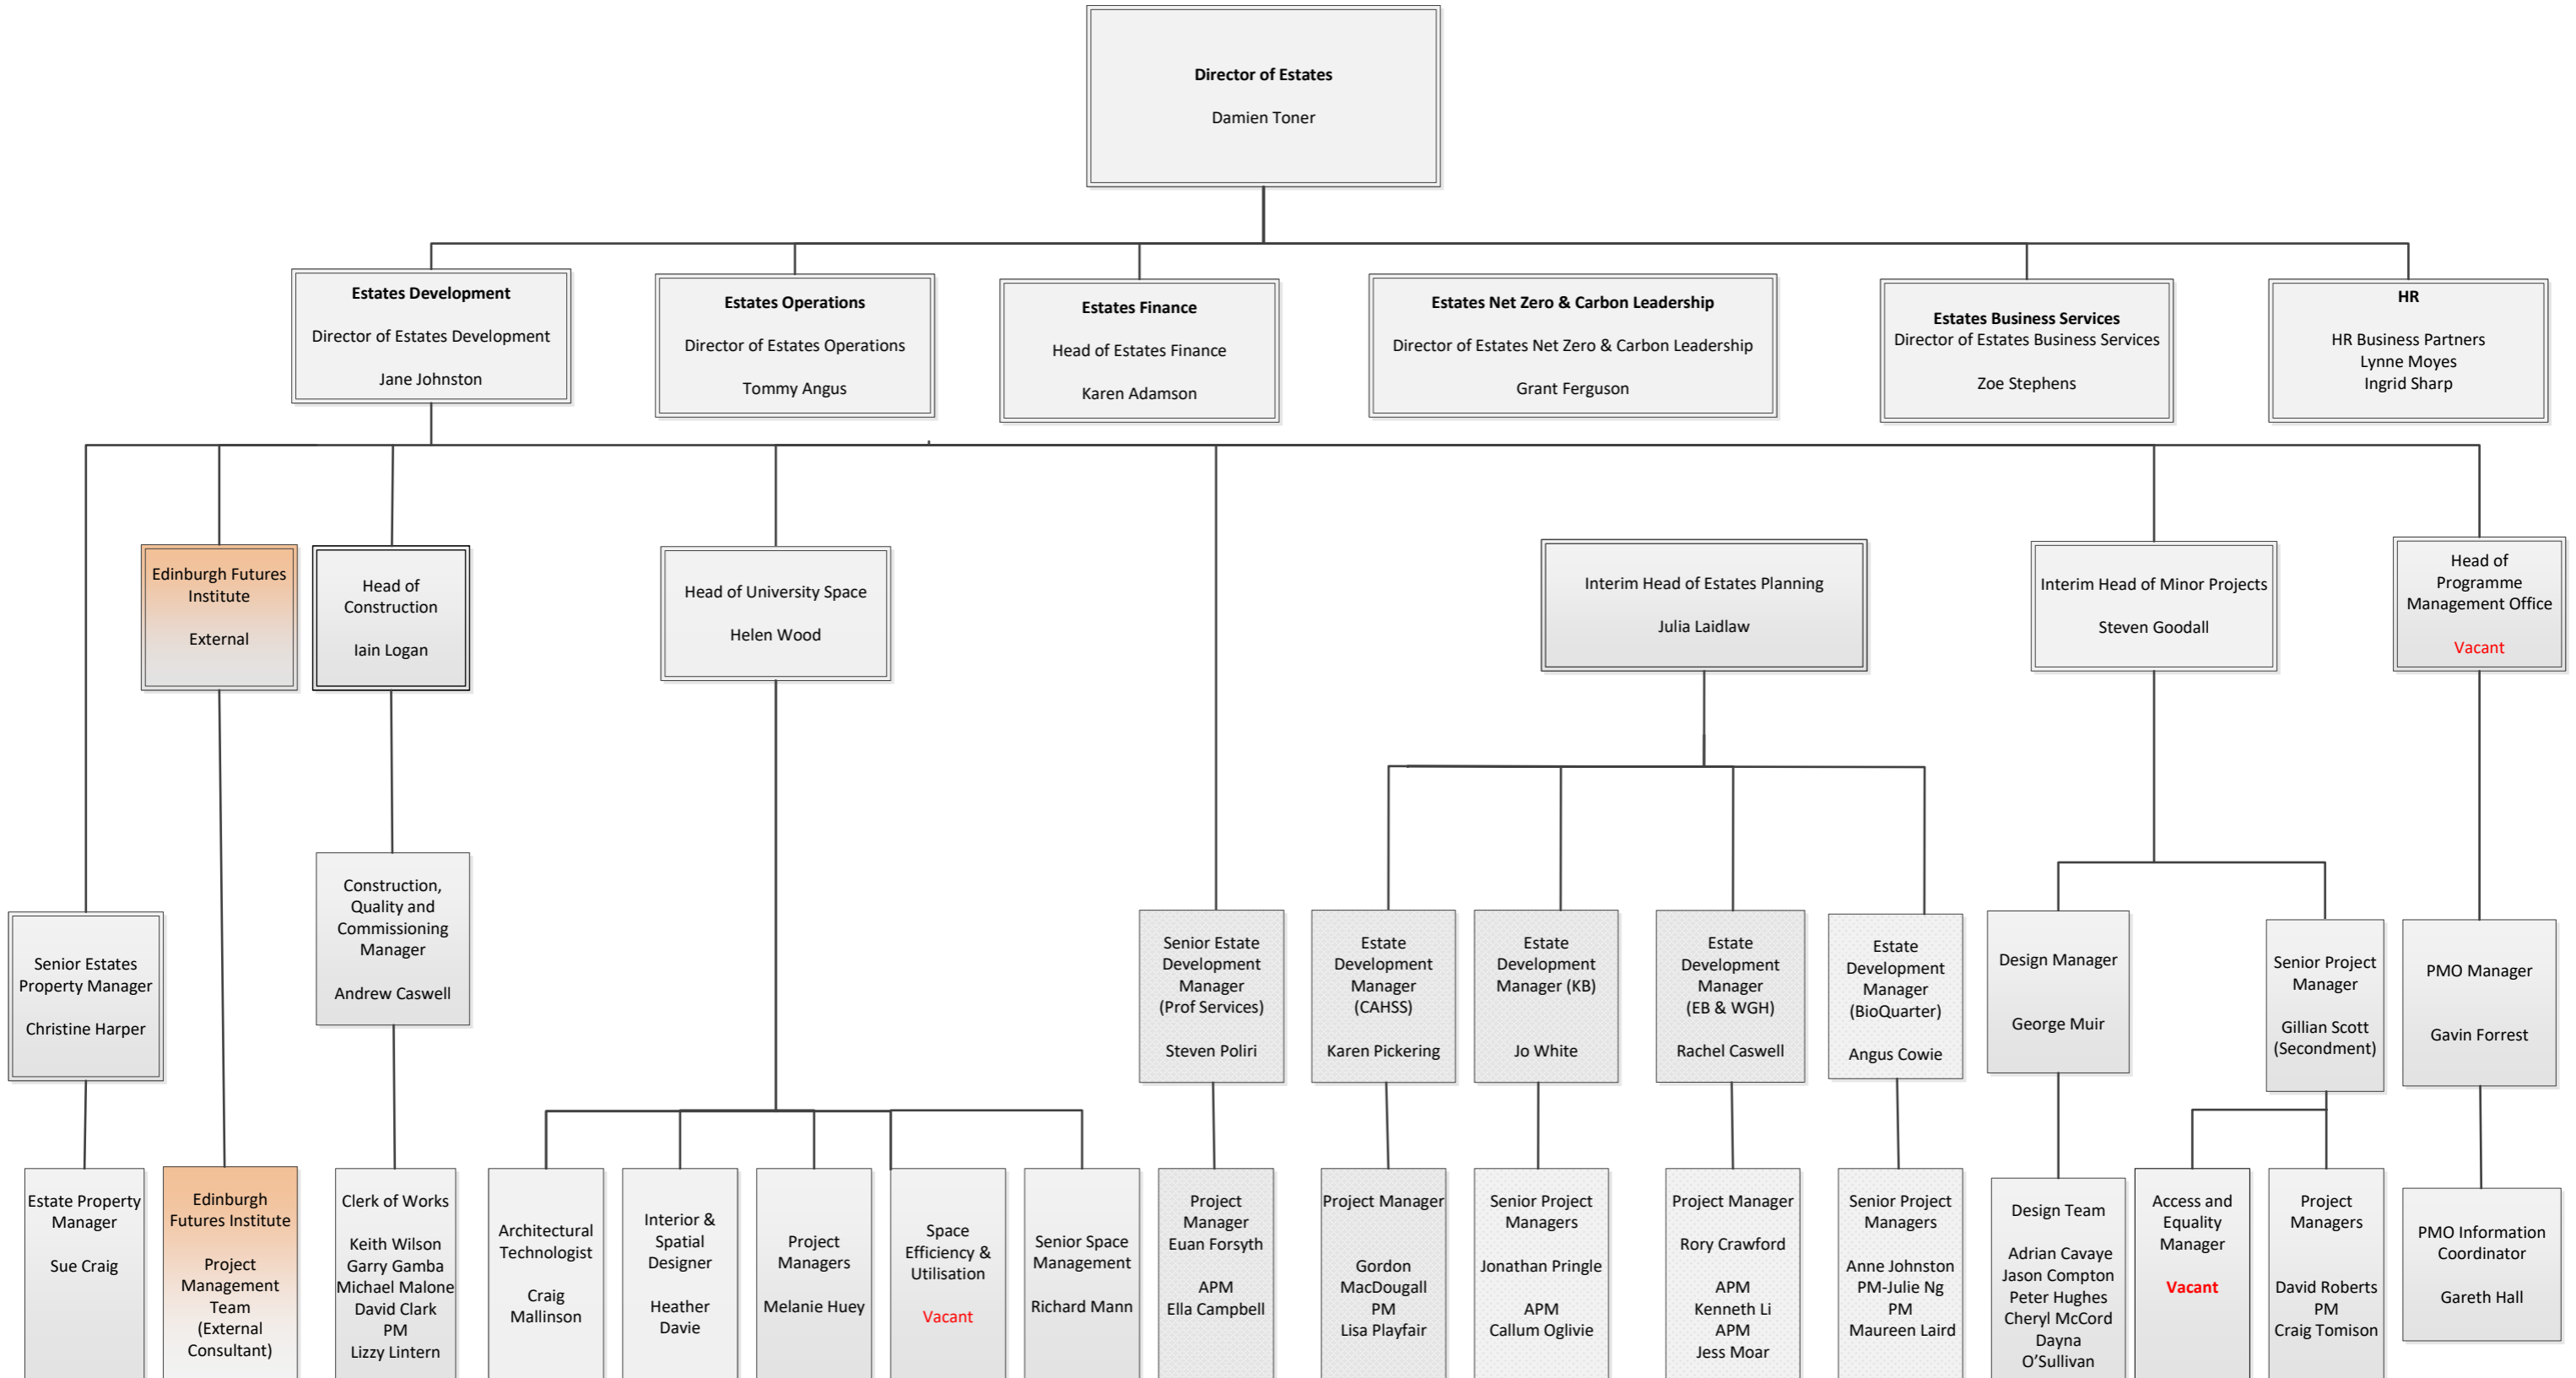 Director of Estates
Damien Toner
Estates Development
Director of Estates Development
Jane Johnston
Estates Operations
Director of Estates Operations
Tommy Angus
Estates Finance
Head of Estates Finance
Karen Adamson
Estates Net Zero & Carbon Leadership
Director of Estates Net Zero & Carbon Leadership
Grant Ferguson
Estates Business Services
Director of Estates Business Services
Zoe Stephens
HR
HR Business Partners
Lynne Moyes
Ingrid Sharp
Edinburgh Futures
Institute
External
Head of
Construction
Iain Logan
Head of University Space
Helen Wood
Interim Head of Estates Planning
Julia Laidlaw
Interim Head of Minor Projects
Steven Goodall
Head of
Programme
Management Office
Vacant
Senior Estates
Property Manager
Christine Harper
Construction,
Quality and
Commissioning
Manager
Andrew Caswell
Senior Estate
Development
Manager
(Prof Services)
Steven Poliri
Estate
Development
Manager
(CAHSS)
Karen Pickering
Estate
Development
Manager (KB)
Jo White
Estate
Development
Manager
(EB & WGH)
Rachel Caswell
Estate
Development
Manager
(BioQuarter)
Angus Cowie
Design Manager
George Muir
Senior Project
Manager
Gillian Scott
(Secondment)
PMO Manager
Gavin Forrest
Estate Property
Manager
Sue Craig
Edinburgh
Futures Institute
Project
Management
Team
(External
Consultant)
Clerk of Works
Keith Wilson
Garry Gamba
Michael Malone
David Clark
PM
Lizzy Lintern
Architectural
Technologist
Craig
Mallinson
Interior &
Spatial
Designer
Heather
Davie
Project
Managers
Melanie Huey
Space
Efficiency &
Utilisation
Vacant
Senior Space
Management
Richard Mann
Project
Manager
Euan Forsyth
APM
Ella Campbell
Project Manager
Gordon
MacDougall
PM
Lisa Playfair
Senior Project
Managers
Jonathan Pringle
APM
Callum Oglivie
Project Manager
Rory Crawford
APM
Kenneth Li
APM
Jess Moar
Senior Project
Managers
Anne Johnston
PM-Julie Ng
PM
Maureen Laird
Design Team
Adrian Cavaye
Jason Compton
Peter Hughes
Cheryl McCord
Dayna
O’Sullivan
Access and
Equality
Manager
Vacant
Project
Managers
David Roberts
PM
Craig Tomison
PMO Information
Coordinator
Gareth Hall